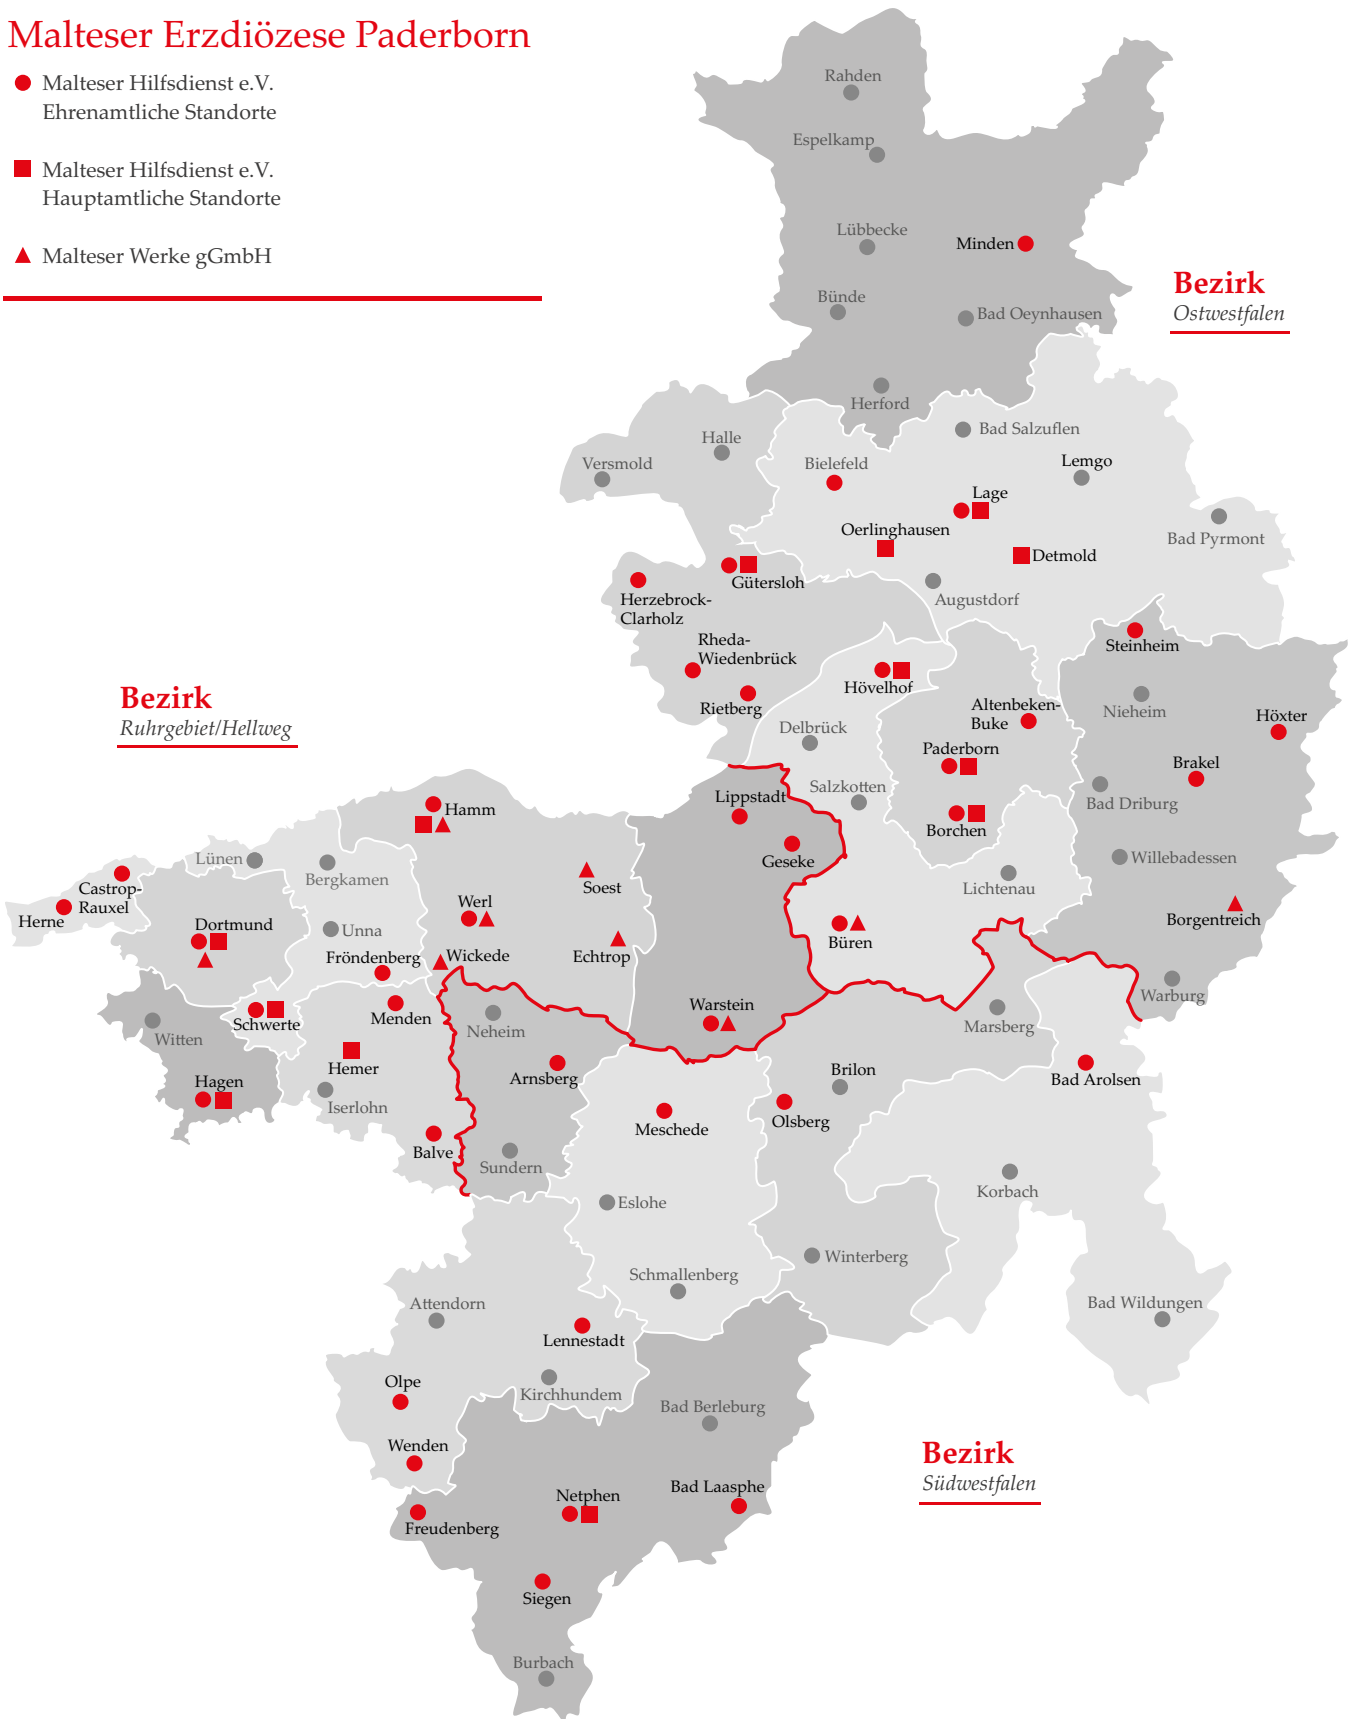 Malteser Erzdiözese Paderborn
Malteser Hilfsdienst e.V.
Ehrenamtliche Standorte
Malteser Hilfsdienst e.V.
Hauptamtliche Standorte
Malteser Werke gGmbH
Rahden
Espelkamp
Lübbecke
Minden
Bünde
Bad Oeynhausen
Herford
Bezirk
Ostwestfalen
Halle
Versmold
Bielefeld
Bad Salzuflen
Lemgo
Lage
Oerlinghausen
Detmold
Bad Pyrmont
Augustdorf
Gütersloh
Herzebrock-
Clarholz
Rheda-
Wiedenbrück
Rietberg
Steinheim
Hövelhof
Nieheim
Höxter
Altenbeken-
Buke
Delbrück
Paderborn
Brakel
Bad Driburg
Salzkotten
Borchen
Willebadessen
Lichtenau
Borgentreich
Büren
Warburg
Bezirk
Ruhrgebiet/Hellweg
Lippstadt
Geseke
Hamm
Lünen
Bergkamen
Castrop-
Rauxel
Herne
Soest
Werl
Dortmund
Unna
Echtrop
Wickede
Fröndenberg
Warstein
Schwerte
Menden
Witten
Hemer
Hagen
Iserlohn
Balve
Neheim
Arnsberg
Sundern
Meschede
Marsberg
Brilon
Olsberg
Bad Arolsen
Korbach
Eslohe
Winterberg
Schmallenberg
Bad Wildungen
Attendorn
Lennestadt
Olpe
Kirchhundem
Bad Berleburg
Wenden
Bezirk
Südwestfalen
Bad Laasphe
Netphen
Freudenberg
Siegen
Burbach